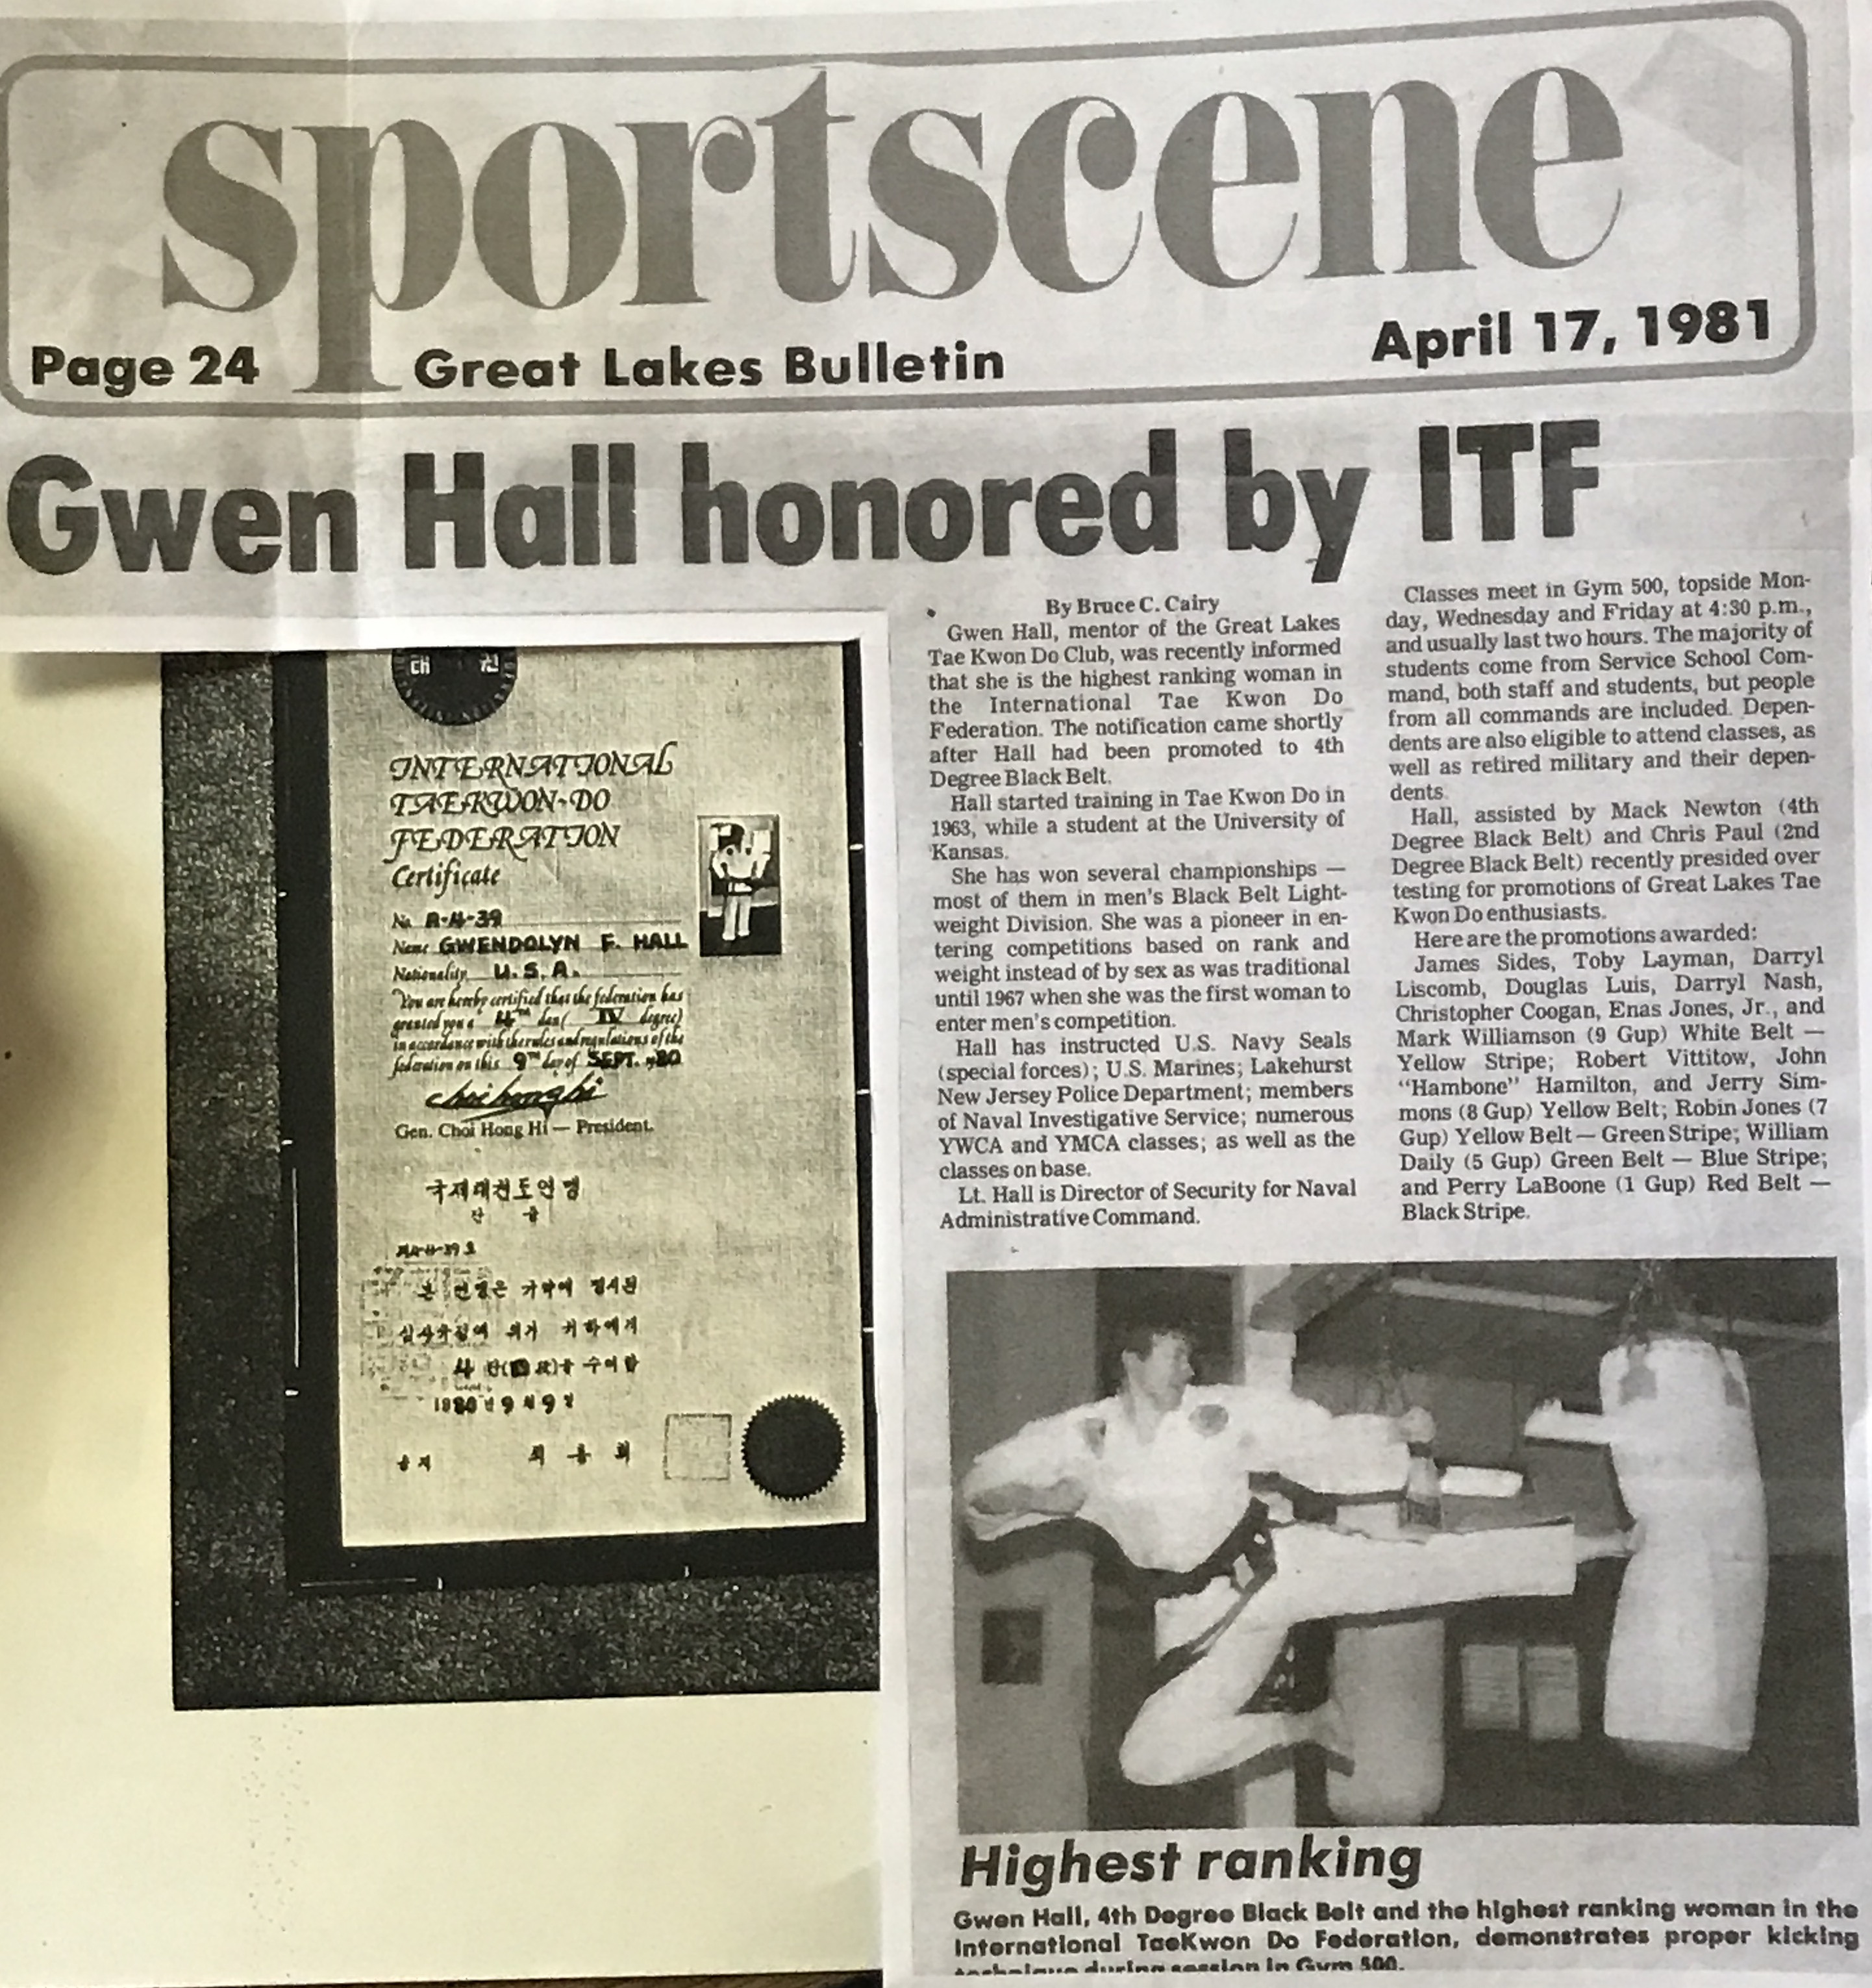 sportscene
Page 24
Great Lakes Bulletin
April 17, 1981
Gwen Hall honored by ITF
INTERNATIONAL
TAEKWON-DO
FEDERATION
Certificate
No. A-4-39
Name GWENDOLYN F. HALL
Nationality U.S.A.
You are hereby certified that the federation has
granted you a 4TH dan( IV degree)
in accordance with the rules and regulations of the
federation on this 9TH day of SEPT. 1980
Gen. Choi Hong Hi — President.
국제태권도연맹
By Bruce C. Cairy
Gwen Hall, mentor of the Great Lakes
Tae Kwon Do Club, was recently informed
that she is the highest ranking woman in
the International Tae Kwon Do
Federation. The notification came shortly
after Hall had been promoted to 4th
Degree Black Belt.
Hall started training in Tae Kwon Do in
1963, while a student at the University of
Kansas.
She has won several championships —
most of them in men's Black Belt Light-
weight Division. She was a pioneer in en-
tering competitions based on rank and
weight instead of by sex as was traditional
until 1967 when she was the first woman to
enter men's competition.
Hall has instructed U.S. Navy Seals
(special forces); U.S. Marines; Lakehurst
New Jersey Police Department; members
of Naval Investigative Service; numerous
YWCA and YMCA classes; as well as the
classes on base.
Lt. Hall is Director of Security for Naval
Administrative Command.
Classes meet in Gym 500, topside Mon-
day, Wednesday and Friday at 4:30 p.m.,
and usually last two hours. The majority of
students come from Service School Com-
mand, both staff and students, but people
from all commands are included. Depen-
dents are also eligible to attend classes, as
well as retired military and their depen-
dents.
Hall, assisted by Mack Newton (4th
Degree Black Belt) and Chris Paul (2nd
Degree Black Belt) recently presided over
testing for promotions of Great Lakes Tae
Kwon Do enthusiasts.
Here are the promotions awarded:
James Sides, Toby Layman, Darryl
Liscomb, Douglas Luis, Darryl Nash,
Christopher Coogan, Enas Jones, Jr., and
Mark Williamson (9 Gup) White Belt —
Yellow Stripe; Robert Vittitow, John
"Hambone" Hamilton, and Jerry Sim-
mons (8 Gup) Yellow Belt; Robin Jones (7
Gup) Yellow Belt — Green Stripe; William
Daily (5 Gup) Green Belt — Blue Stripe;
and Perry LaBoone (1 Gup) Red Belt —
Black Stripe.
Highest ranking
Gwen Hall, 4th Degree Black Belt and the highest ranking woman in the
International TaeKwon Do Federation, demonstrates proper kicking
technique during session in Gym 500.